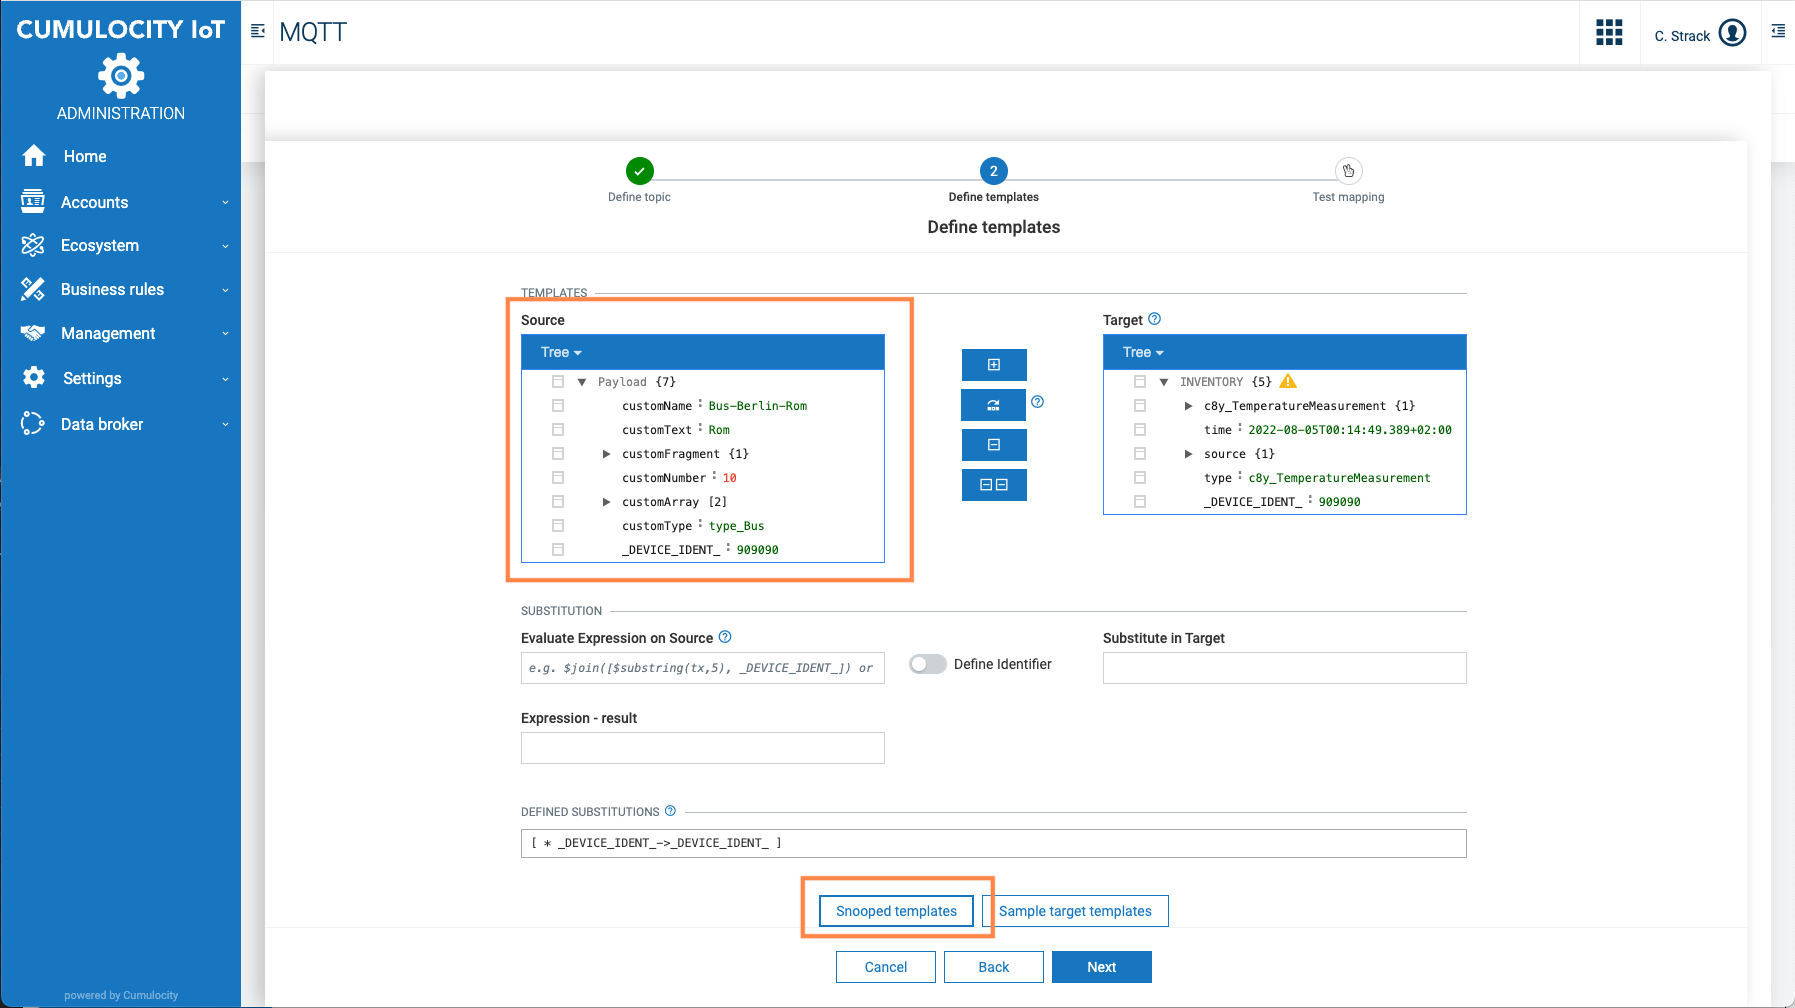 CUMULOCITY IoT
ADMINISTRATION
Home
Accounts
Ecosystem
Business rules
Management
Settings
Data broker
powered by Cumulocity
MQTT
C. Strack
Define topic
2
Define templates
Test mapping
Define templates
TEMPLATES
Source
Tree
Payload {7}
customName : Bus-Berlin-Rom
customText : Rom
customFragment {1}
customNumber : 10
customArray [2]
customType : type_Bus
_DEVICE_IDENT_ : 909090
Target
Tree
INVENTORY {5}
c8y_TemperatureMeasurement {1}
time : 2022-08-05T00:14:49.389+02:00
source {1}
type : c8y_TemperatureMeasurement
_DEVICE_IDENT_ : 909090
SUBSTITUTION
Evaluate Expression on Source
e.g. $join([$substring(tx,5), _DEVICE_IDENT_]) or
Define Identifier
Substitute in Target
Expression - result
DEFINED SUBSTITUTIONS
[ * _DEVICE_IDENT_->_DEVICE_IDENT_ ]
Snooped templates
Sample target templates
Cancel
Back
Next